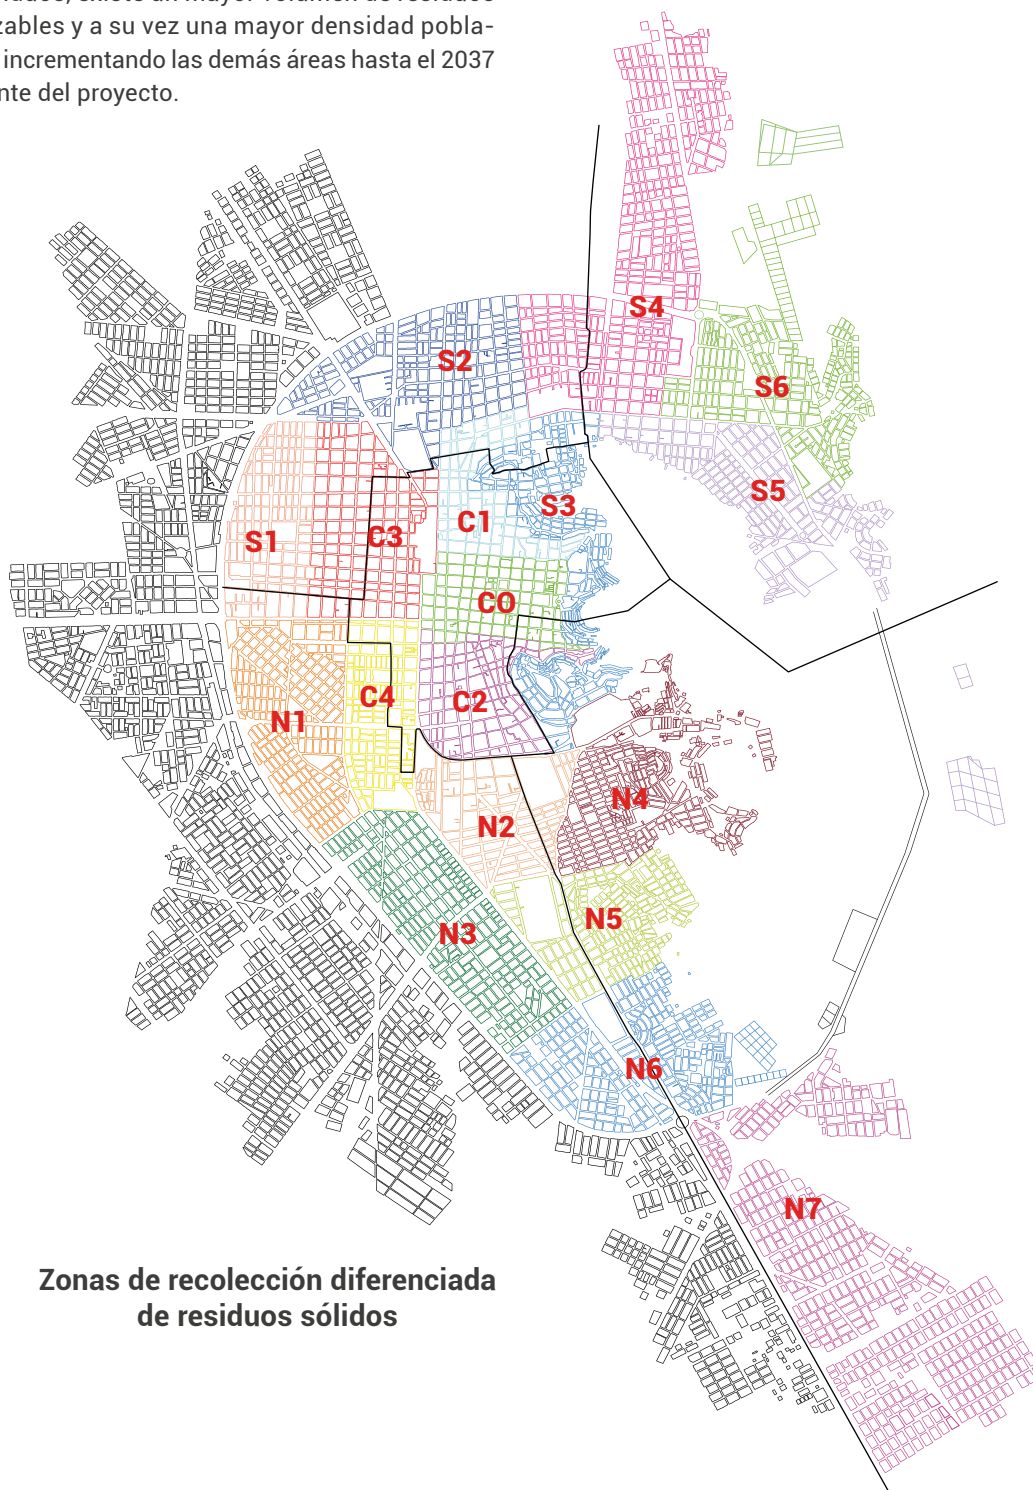 zables y a su vez una mayor densidad pobla-
incrementando las demás áreas hasta el 2037
nte del proyecto.
S4
S2
S6
S5
S3
C1
C3
S1
C0
C4
C2
N1
N4
N2
N5
N3
N6
N7
Zonas de recolección diferenciada
de residuos sólidos